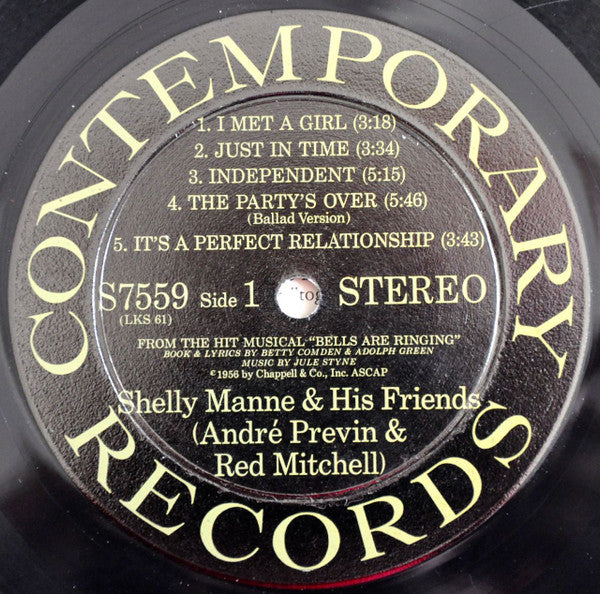 CONTEMPORARY
1. I MET A GIRL (3:18)
2. JUST IN TIME (3:34)
3. INDEPENDENT (5:15)
4. THE PARTY'S OVER (5:46)
(Ballad Version)
5. IT'S A PERFECT RELATIONSHIP (3:43)
S7559 Side 1 STEREO
(LKS 61)
FROM THE HIT MUSICAL "BELLS ARE RINGING"
BOOK & LYRICS BY BETTY COMDEN & ADOLPH GREEN
MUSIC BY JULE STYNE
©1956 by Chappell & Co., Inc. ASCAP
Shelly Manne & His Friends
(André Previn &
Red Mitchell)
RECORDS